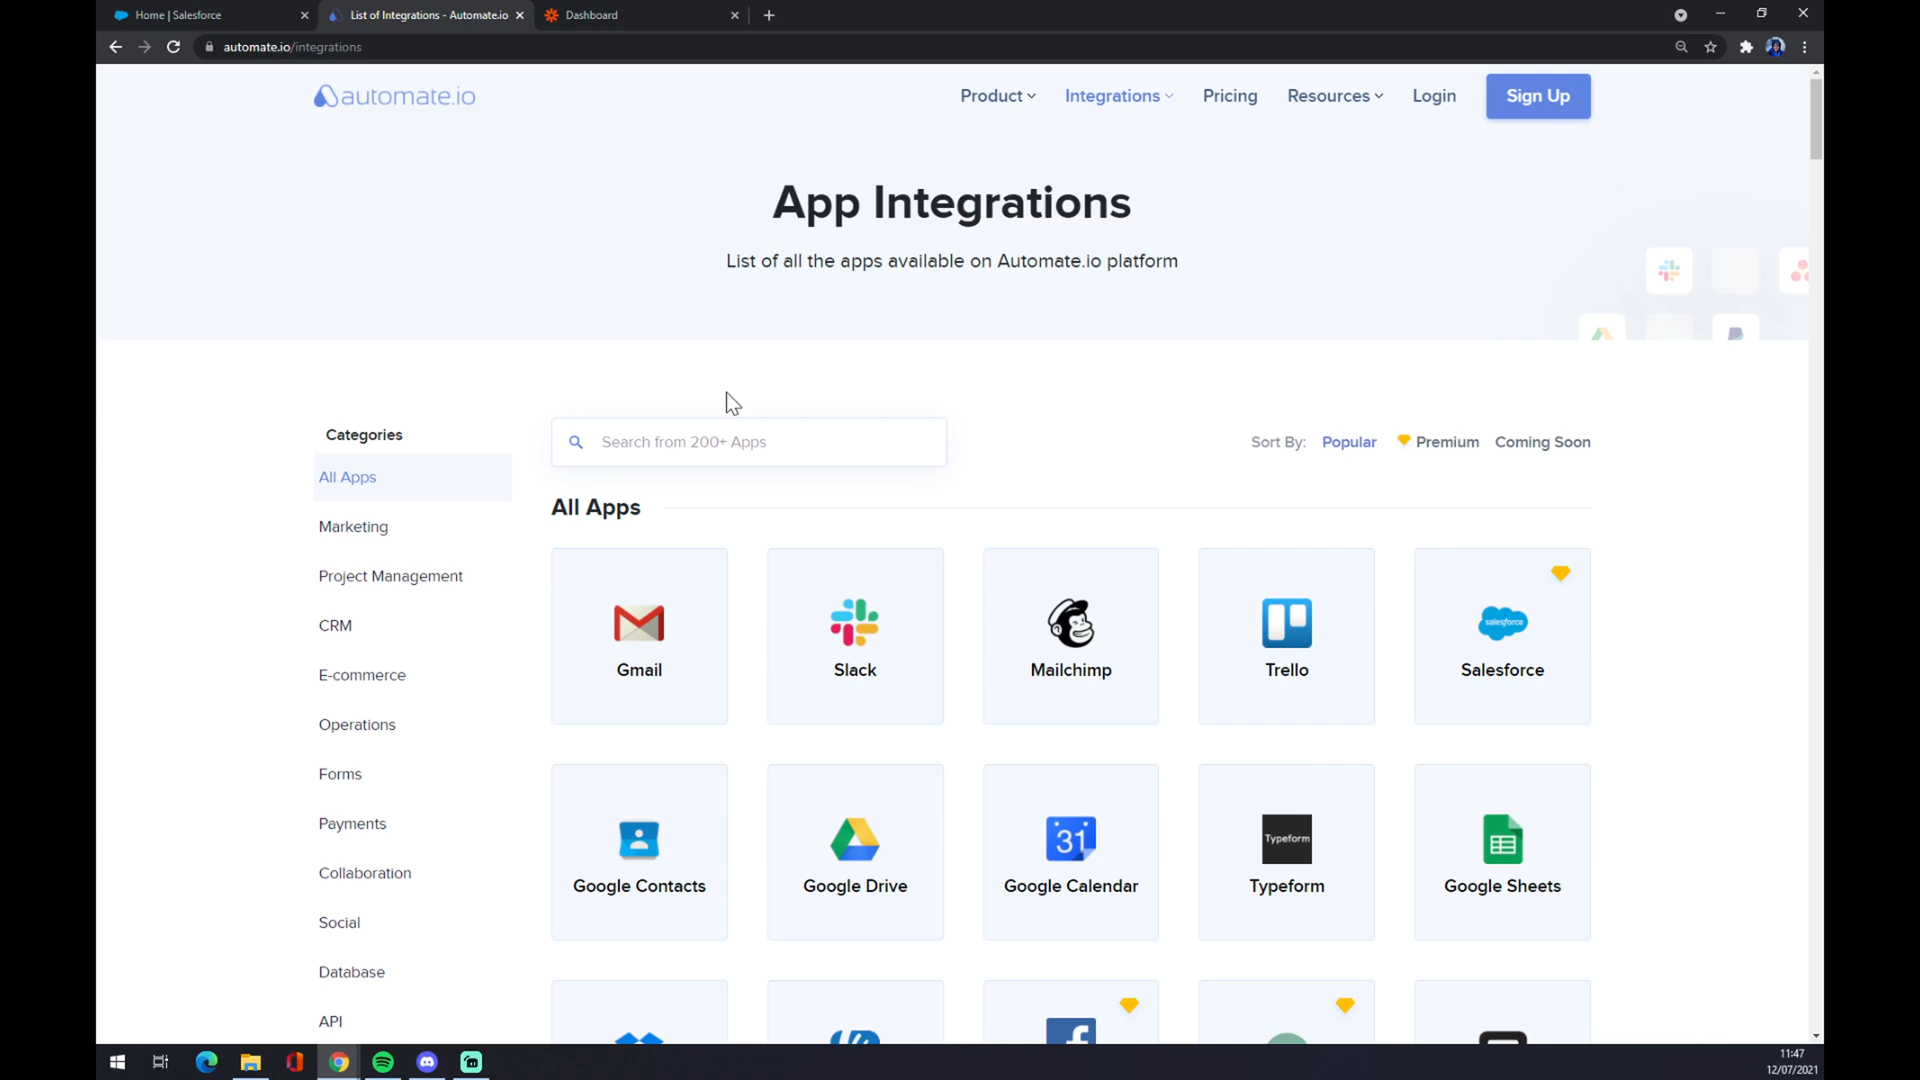 Home | Salesforce
List of Integrations - Automate.io
Dashboard
automate.io/integrations
automate.io
Product
Integrations
Pricing
Resources
Login
Sign Up
App Integrations
List of all the apps available on Automate.io platform
Categories
All Apps
Marketing
Project Management
CRM
E-commerce
Operations
Forms
Payments
Collaboration
Social
Database
API
Search from 200+ Apps
Sort By:
Popular
Premium
Coming Soon
All Apps
Gmail
Slack
Mailchimp
Trello
salesforce
Salesforce
Google Contacts
Google Drive
31
Google Calendar
Typeform
Typeform
Google Sheets
11:47
12/07/2021